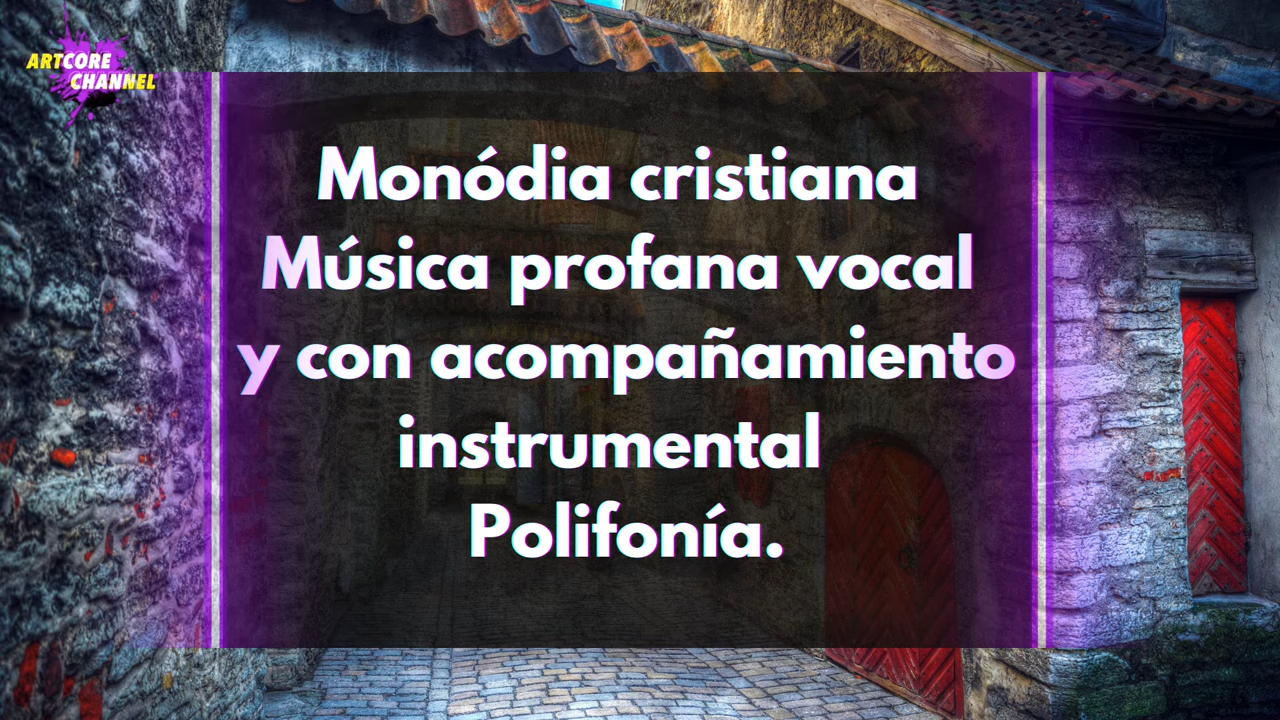 ARTCORE
CHANNEL
Monódia cristiana
Música profana vocal
y con acompañamiento
instrumental
Polifonía.